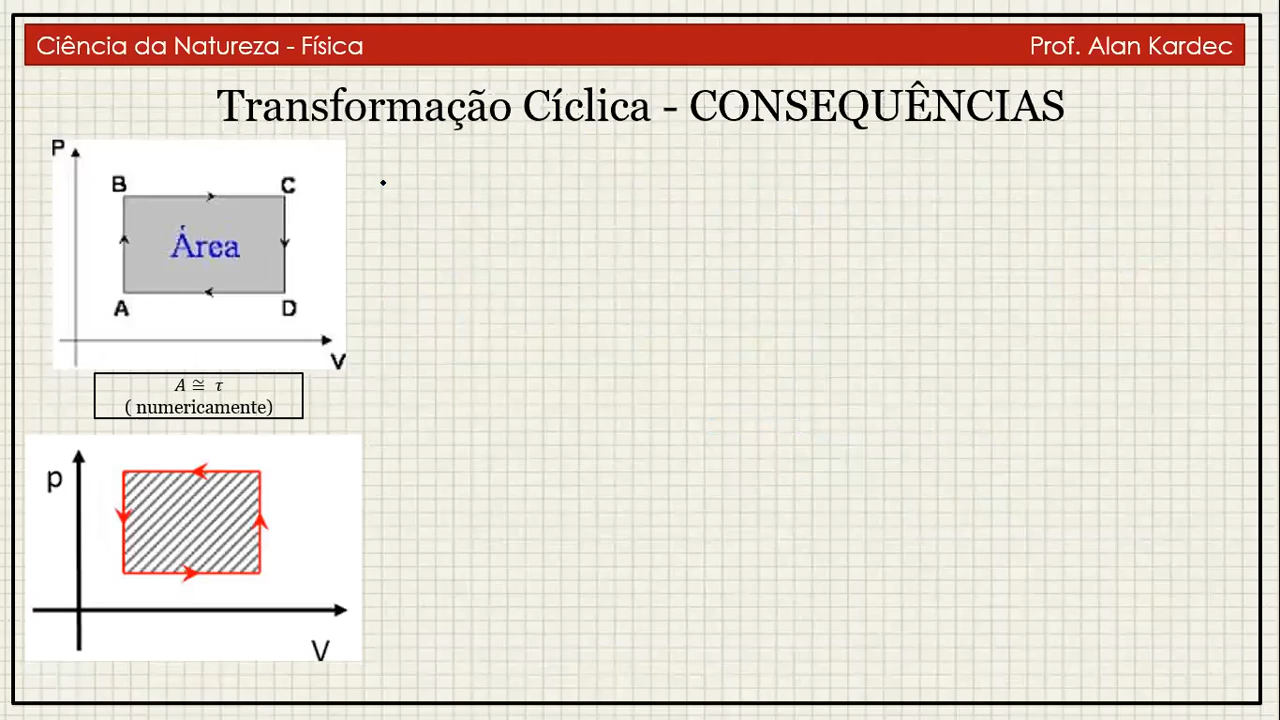 Ciência da Natureza - Física
Prof. Alan Kardec
Transformação Cíclica - CONSEQUÊNCIAS
P
B
C
Área
A
D
V
A ≅ τ
( numericamente)
p
V